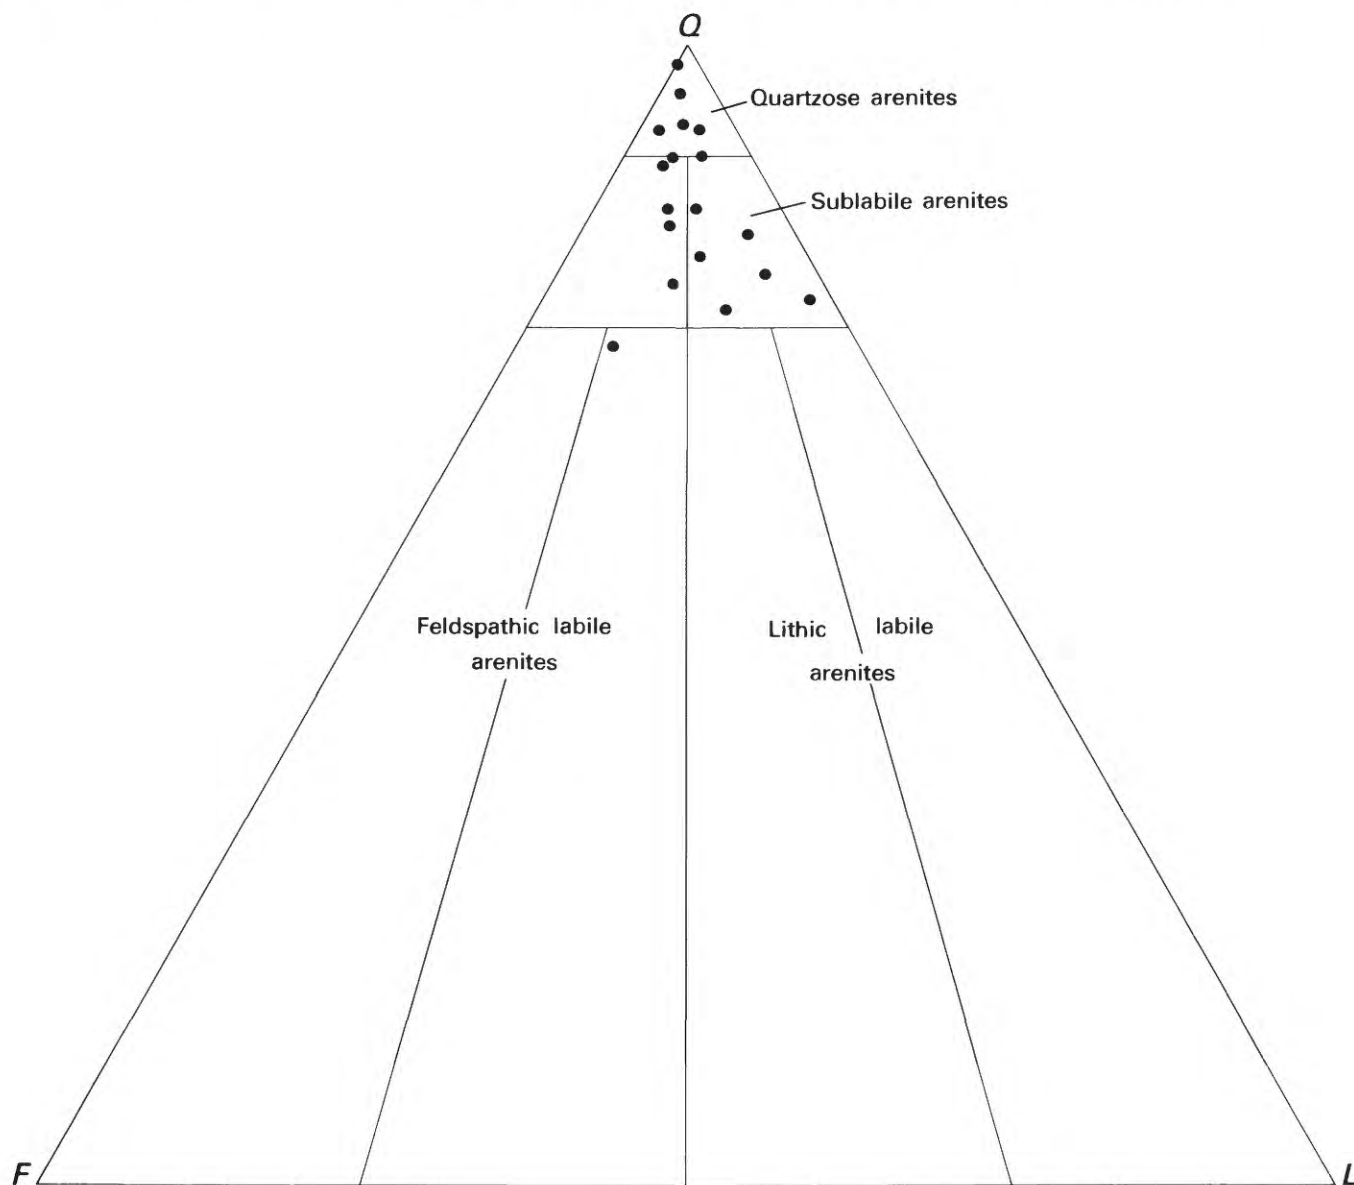 Q
Quartzose arenites
Sublabile arenites
Feldspathic labile
arenites
Lithic labile
arenites
F
L